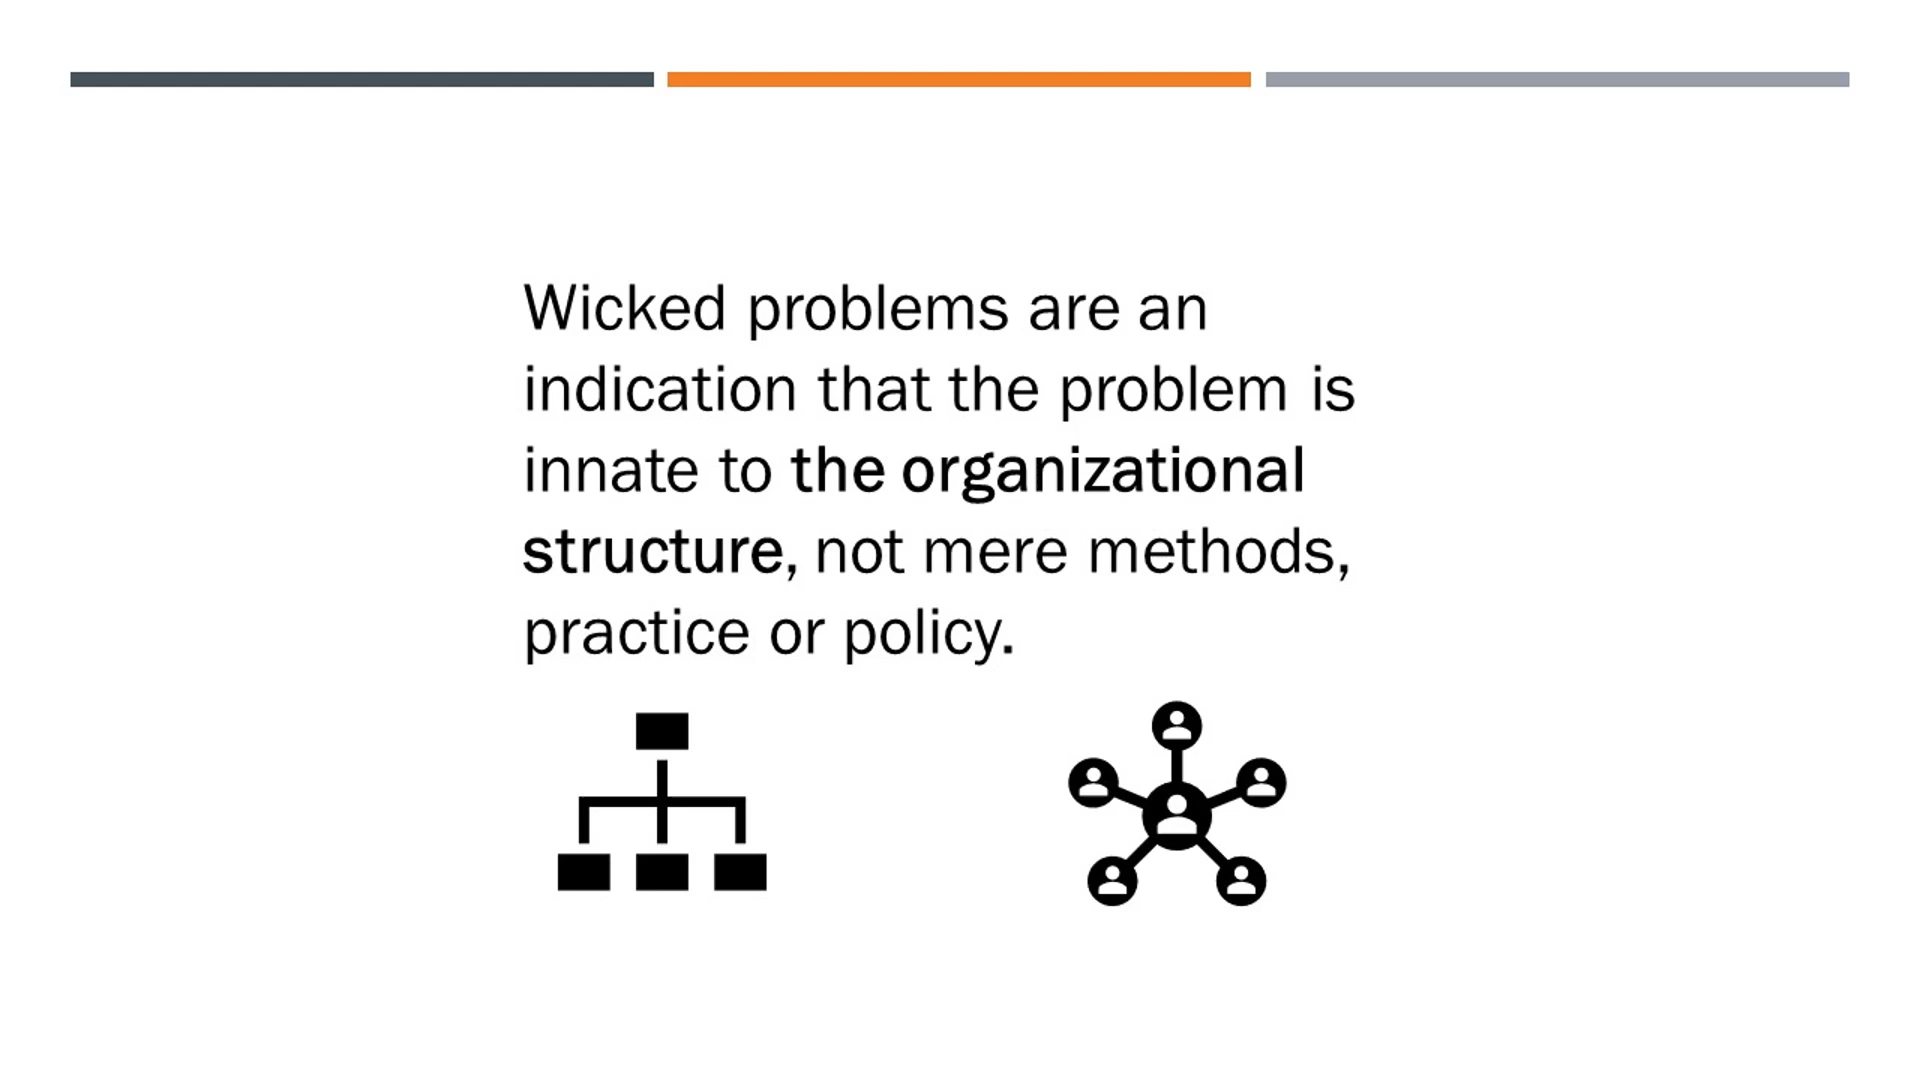 Wicked problems are an
indication that the problem is
innate to the organizational
structure, not mere methods,
practice or policy.